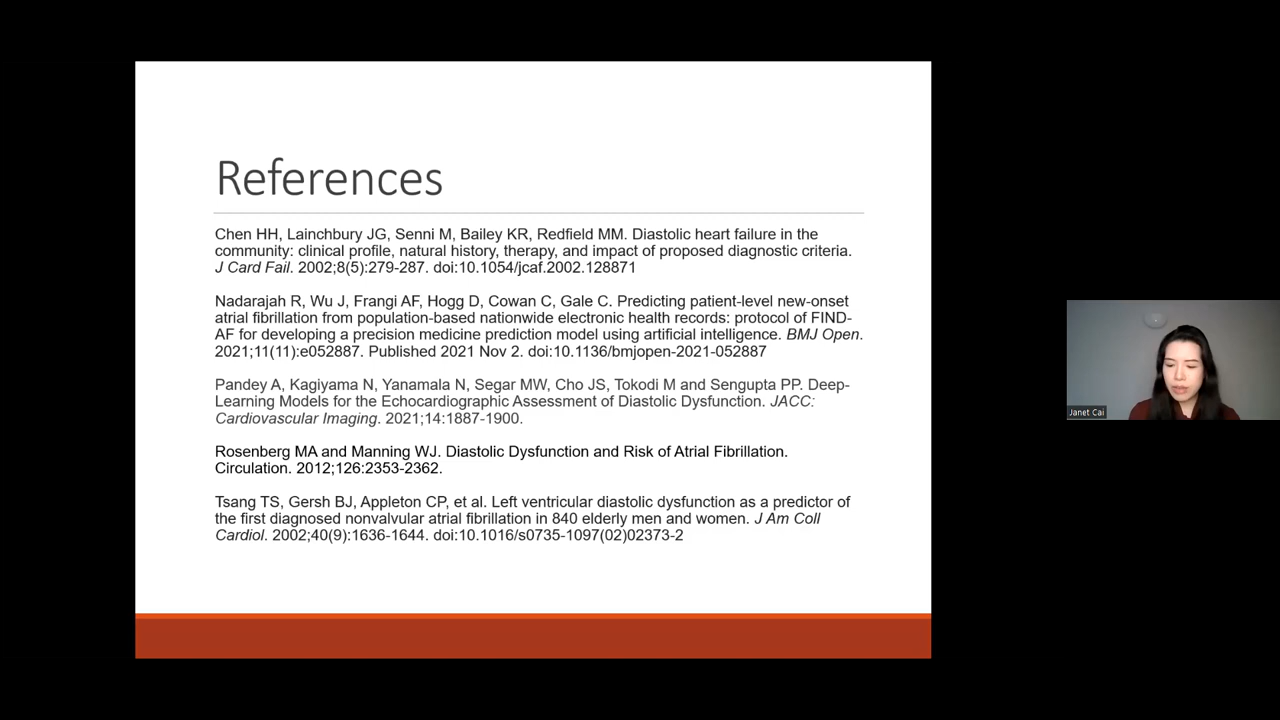 References
Chen HH, Lainchbury JG, Senni M, Bailey KR, Redfield MM. Diastolic heart failure in the
community: clinical profile, natural history, therapy, and impact of proposed diagnostic criteria.
J Card Fail. 2002;8(5):279-287. doi:10.1054/jcaf.2002.128871
Nadarajah R, Wu J, Frangi AF, Hogg D, Cowan C, Gale C. Predicting patient-level new-onset
atrial fibrillation from population-based nationwide electronic health records: protocol of FIND-
AF for developing a precision medicine prediction model using artificial intelligence. BMJ Open.
2021;11(11):e052887. Published 2021 Nov 2. doi:10.1136/bmjopen-2021-052887
Pandey A, Kagiyama N, Yanamala N, Segar MW, Cho JS, Tokodi M and Sengupta PP. Deep-
Learning Models for the Echocardiographic Assessment of Diastolic Dysfunction. JACC:
Cardiovascular Imaging. 2021;14:1887-1900.
Rosenberg MA and Manning WJ. Diastolic Dysfunction and Risk of Atrial Fibrillation.
Circulation. 2012;126:2353-2362.
Tsang TS, Gersh BJ, Appleton CP, et al. Left ventricular diastolic dysfunction as a predictor of
the first diagnosed nonvalvular atrial fibrillation in 840 elderly men and women. J Am Coll
Cardiol. 2002;40(9):1636-1644. doi:10.1016/s0735-1097(02)02373-2
Janet Cai